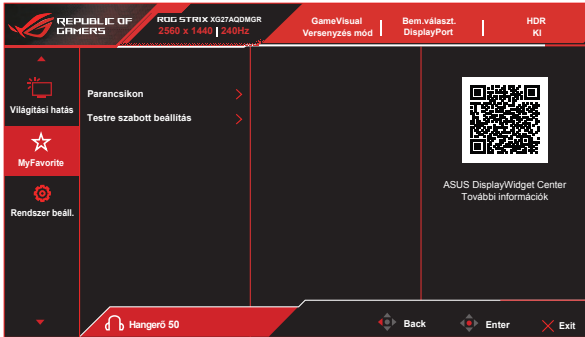 REPUBLIC OF
GAMERS
ROG STRIX XG27AQDMGR
2560 x 1440 240Hz
GameVisual
Versenyzés mód
Bem.választ.
DisplayPort
HDR
KI
Világítási hatás
MyFavorite
Rendszer beáll.
Parancsikon
Testre szabott beállítás
ASUS DisplayWidget Center
További információk
Hangerő 50
Back
Enter
Exit